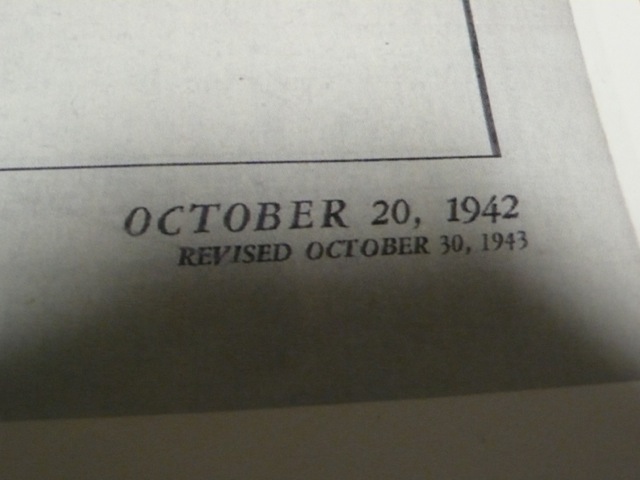 OCTOBER 20, 1942
REVISED OCTOBER 30, 1943